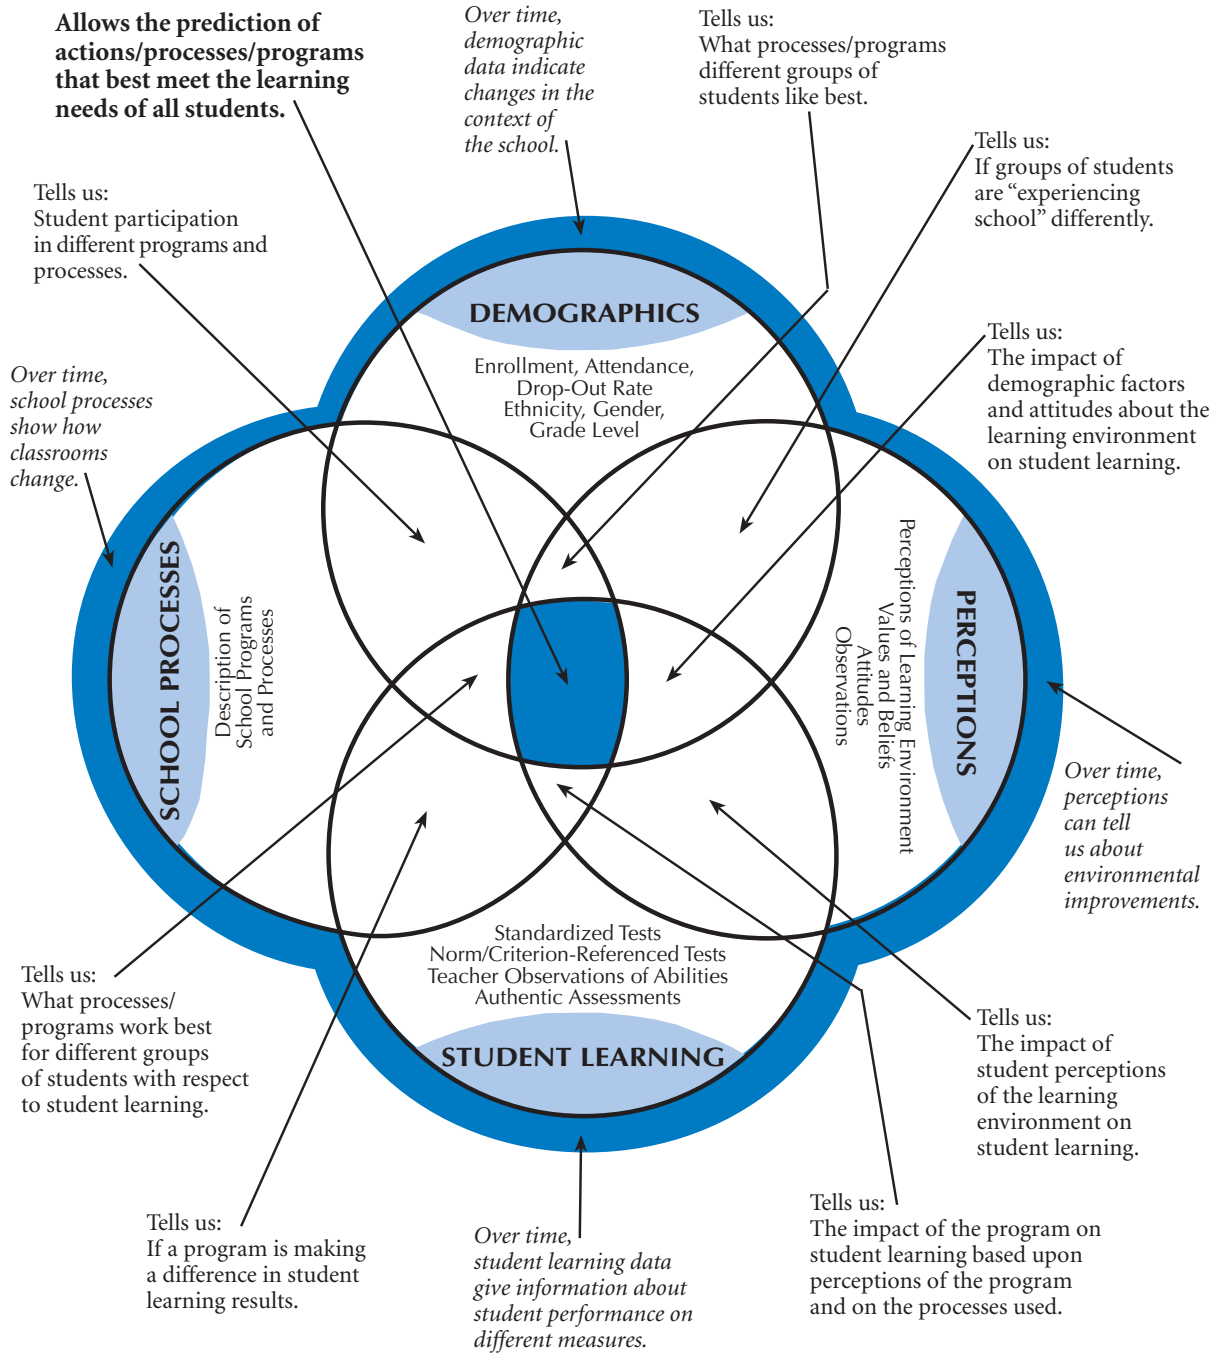 Allows the prediction of
actions/processes/programs
that best meet the learning
needs of all students.
Over time,
demographic
data indicate
changes in the
context of
the school.
Tells us:
What processes/programs
different groups of
students like best.
Tells us:
If groups of students
are “experiencing
school” differently.
Tells us:
Student participation
in different programs and
processes.
DEMOGRAPHICS
Enrollment, Attendance,
Drop-Out Rate
Ethnicity, Gender,
Grade Level
Tells us:
The impact of
demographic factors
and attitudes about the
learning environment
on student learning.
Over time,
school processes
show how
classrooms
change.
SCHOOL PROCESSES
Description of
School Programs
and Processes
PERCEPTIONS
Perceptions of Learning Environment
Values and Beliefs
Attitudes
Observations
Over time,
perceptions
can tell
us about
environmental
improvements.
Standardized Tests
Norm/Criterion-Referenced Tests
Teacher Observations of Abilities
Authentic Assessments
STUDENT LEARNING
Tells us:
What processes/
programs work best
for different groups
of students with respect
to student learning.
Tells us:
The impact of
student perceptions
of the learning
environment on
student learning.
Tells us:
If a program is making
a difference in student
learning results.
Over time,
student learning data
give information about
student performance on
different measures.
Tells us:
The impact of the program on
student learning based upon
perceptions of the program
and on the processes used.